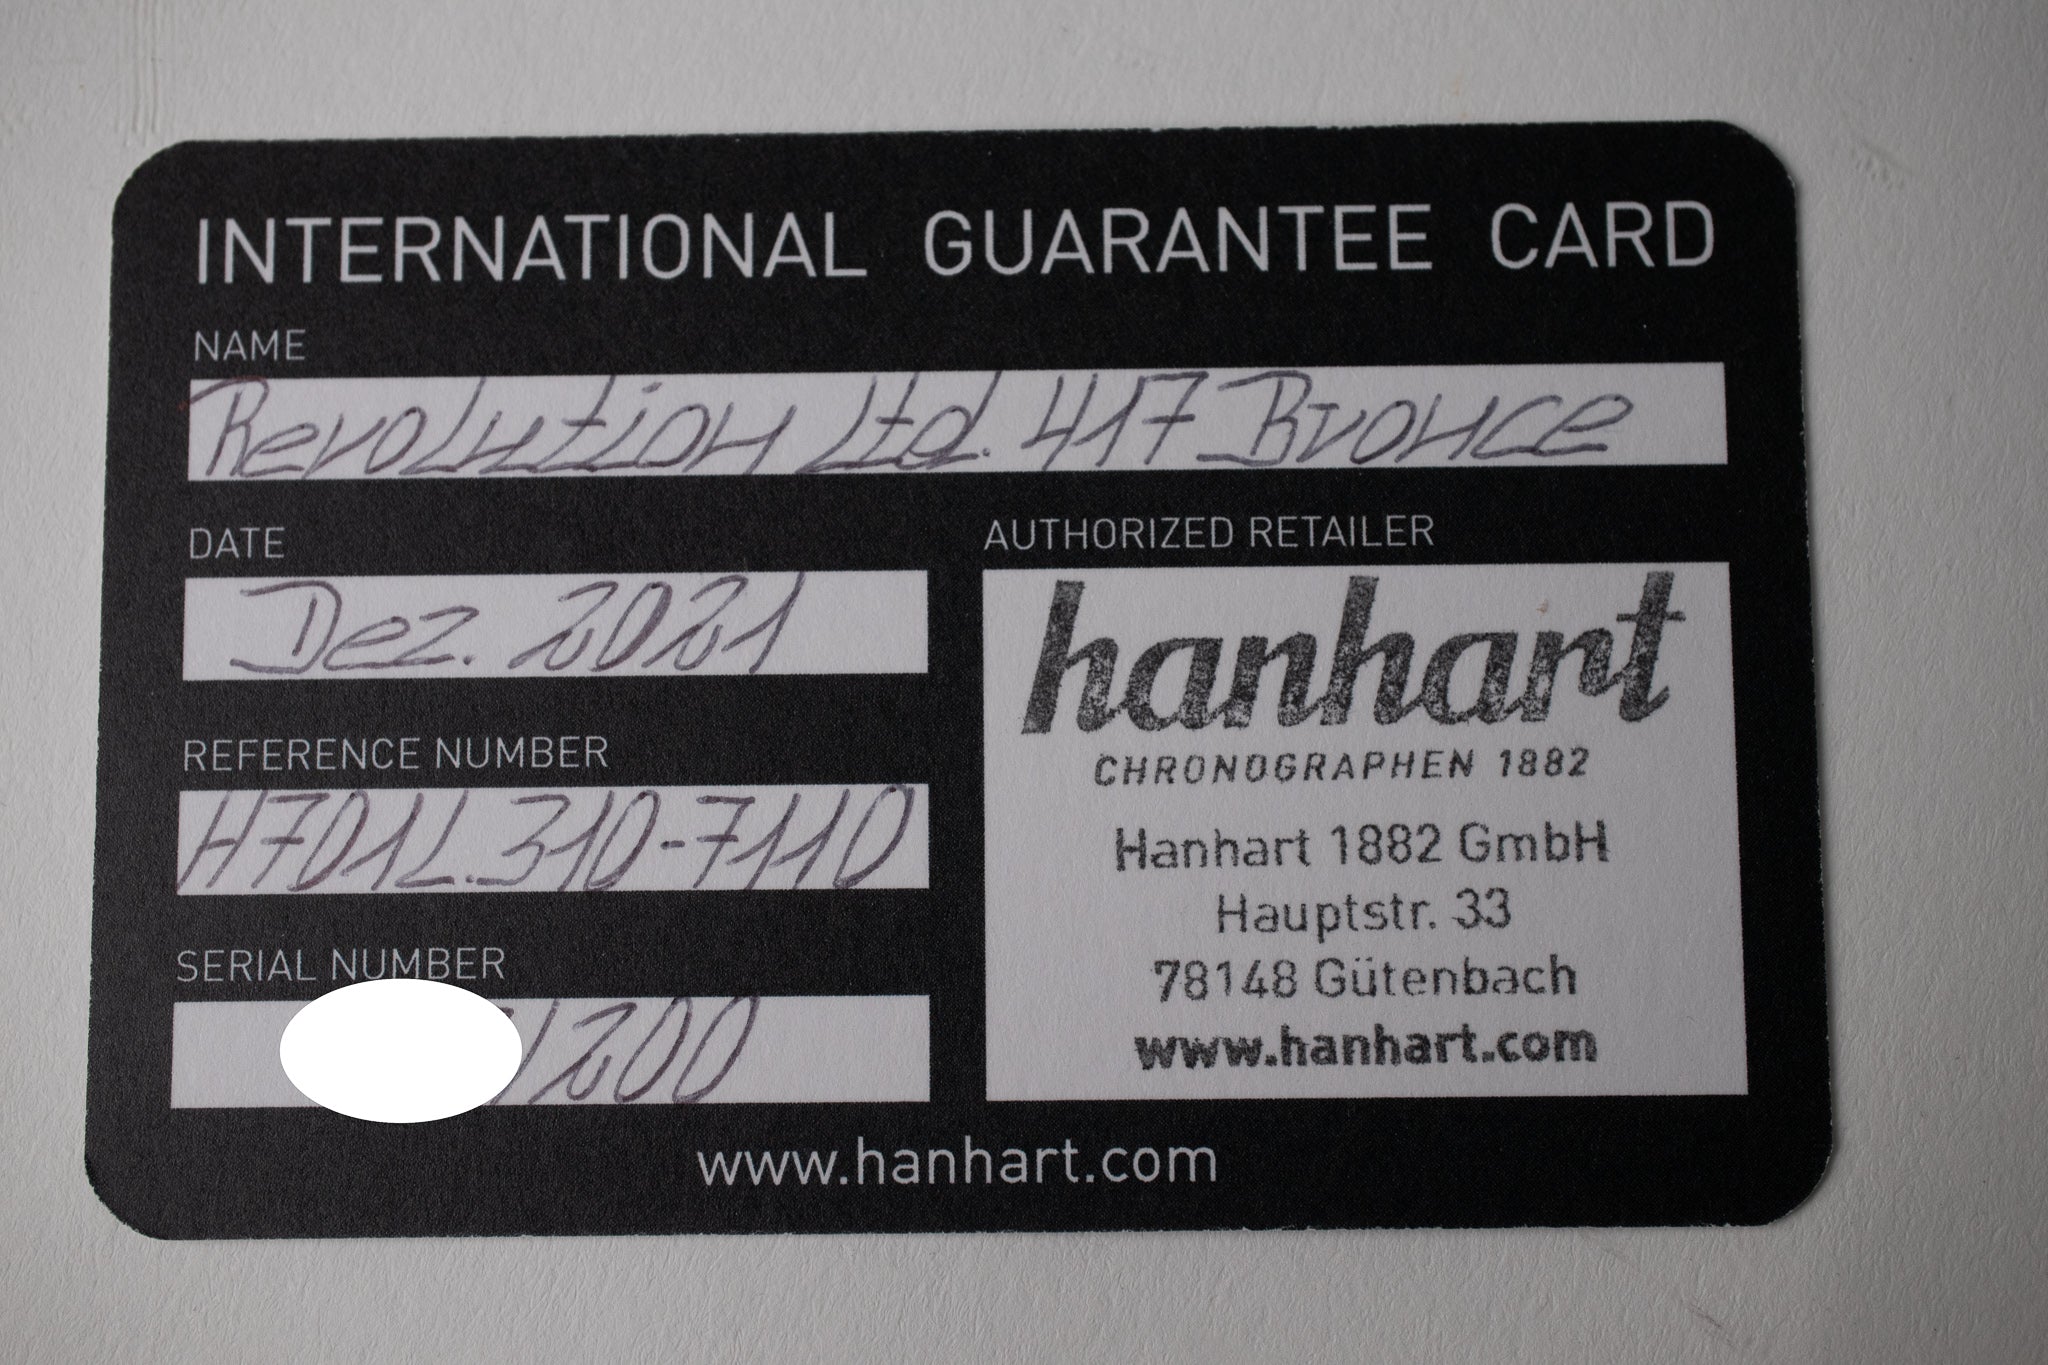 INTERNATIONAL GUARANTEE CARD
NAME
Revolution Ltd. 417 Bronce
DATE
Dez. 2021
REFERENCE NUMBER
H701L.310-7110
SERIAL NUMBER
/200
AUTHORIZED RETAILER
hanhart
CHRONOGRAPHEN 1882
Hanhart 1882 GmbH
Hauptstr. 33
78148 Gütenbach
www.hanhart.com
www.hanhart.com